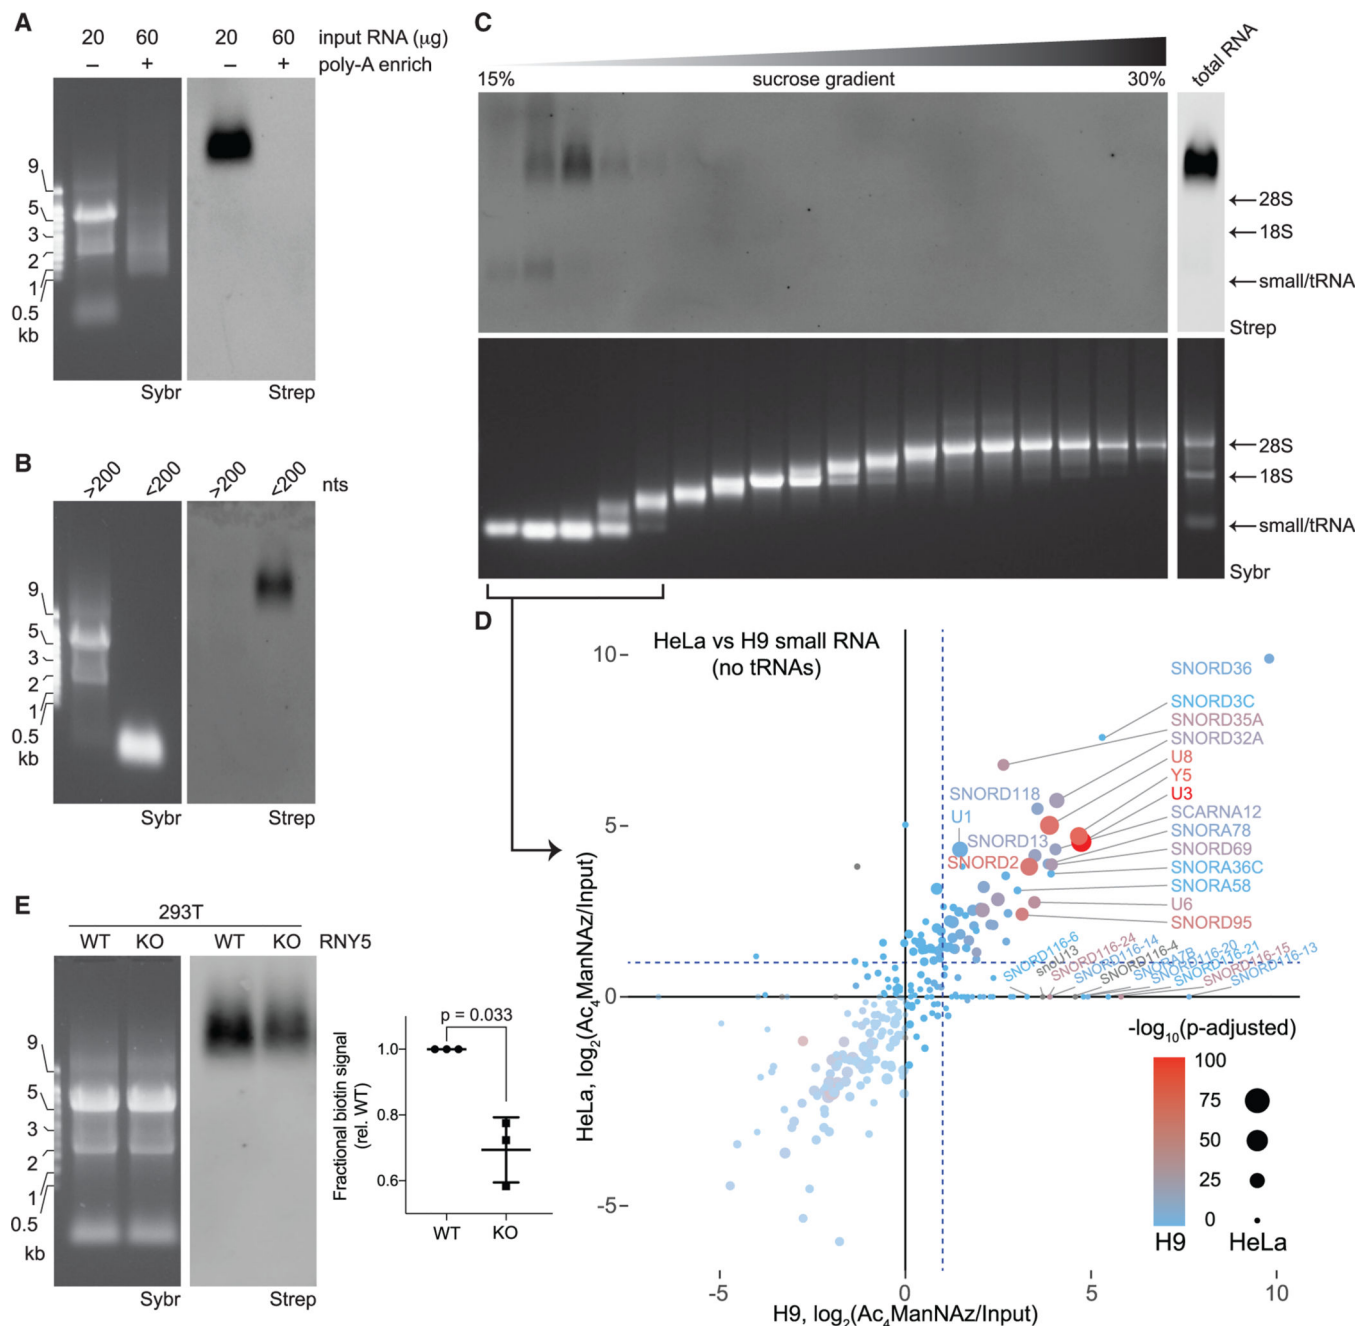 A
20 60 input RNA (μg) 20 60
– + poly-A enrich – +
9
5
3
2
1
0.5
kb
Sybr
Strep
B
>200 <200 >200 <200 nts
9
5
3
2
1
0.5
kb
Sybr
Strep
C
15% sucrose gradient 30%
total RNA
28S
18S
small/tRNA
Strep
28S
18S
small/tRNA
Sybr
D
HeLa vs H9 small RNA
(no tRNAs)
HeLa, log2(Ac4ManNAz/Input)
10
5
0
-5
SNORD36
SNORD3C
SNORD35A
SNORD32A
U8
Y5
U3
SCARNA12
SNORA78
SNORD69
SNORA36C
SNORA58
U6
SNORD95
SNORD118
U1
SNORD13
SNORD2
SNORD116-6
snoU13
SNORD116-24
SNORD116-14
SNORD116-4
SNORA7B
SNORD116-20
SNORD116-21
SNORD116-15
SNORD116-13
-log10(p-adjusted)
100
75
50
25
0
H9 HeLa
-5 0 5 10
H9, log2(Ac4ManNAz/Input)
E
293T
WT KO WT KO RNY5
9
5
3
2
1
0.5
kb
Sybr
Strep
p = 0.033
Fractional biotin signal
(rel. WT)
1.0
0.8
0.6
WT KO